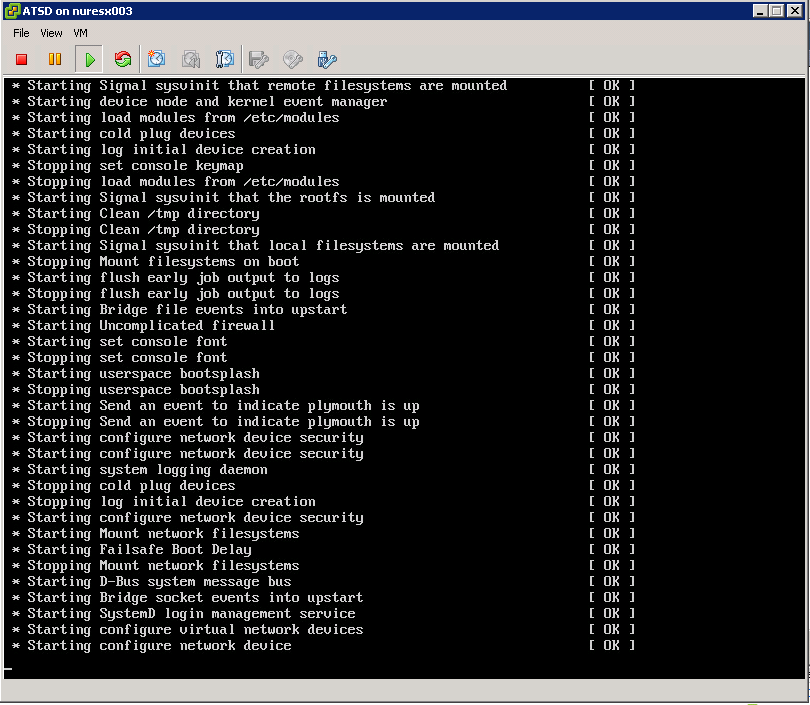 ATSD on nuresx003
File View VM
* Starting Signal sysvinit that remote filesystems are mounted [ OK ]
* Starting device node and kernel event manager [ OK ]
* Starting load modules from /etc/modules [ OK ]
* Starting cold plug devices [ OK ]
* Starting log initial device creation [ OK ]
* Stopping set console keymap [ OK ]
* Stopping load modules from /etc/modules [ OK ]
* Starting Signal sysvinit that the rootfs is mounted [ OK ]
* Starting Clean /tmp directory [ OK ]
* Stopping Clean /tmp directory [ OK ]
* Starting Signal sysvinit that local filesystems are mounted [ OK ]
* Stopping Mount filesystems on boot [ OK ]
* Starting flush early job output to logs [ OK ]
* Stopping flush early job output to logs [ OK ]
* Starting Bridge file events into upstart [ OK ]
* Starting Uncomplicated firewall [ OK ]
* Starting set console font [ OK ]
* Stopping set console font [ OK ]
* Starting userspace bootsplash [ OK ]
* Stopping userspace bootsplash [ OK ]
* Starting Send an event to indicate plymouth is up [ OK ]
* Stopping Send an event to indicate plymouth is up [ OK ]
* Starting configure network device security [ OK ]
* Starting configure network device security [ OK ]
* Starting system logging daemon [ OK ]
* Stopping cold plug devices [ OK ]
* Stopping log initial device creation [ OK ]
* Starting configure network device security [ OK ]
* Starting Mount network filesystems [ OK ]
* Starting Failsafe Boot Delay [ OK ]
* Stopping Mount network filesystems [ OK ]
* Starting D-Bus system message bus [ OK ]
* Starting Bridge socket events into upstart [ OK ]
* Starting SystemD login management service [ OK ]
* Starting configure virtual network devices [ OK ]
* Starting configure network device [ OK ]